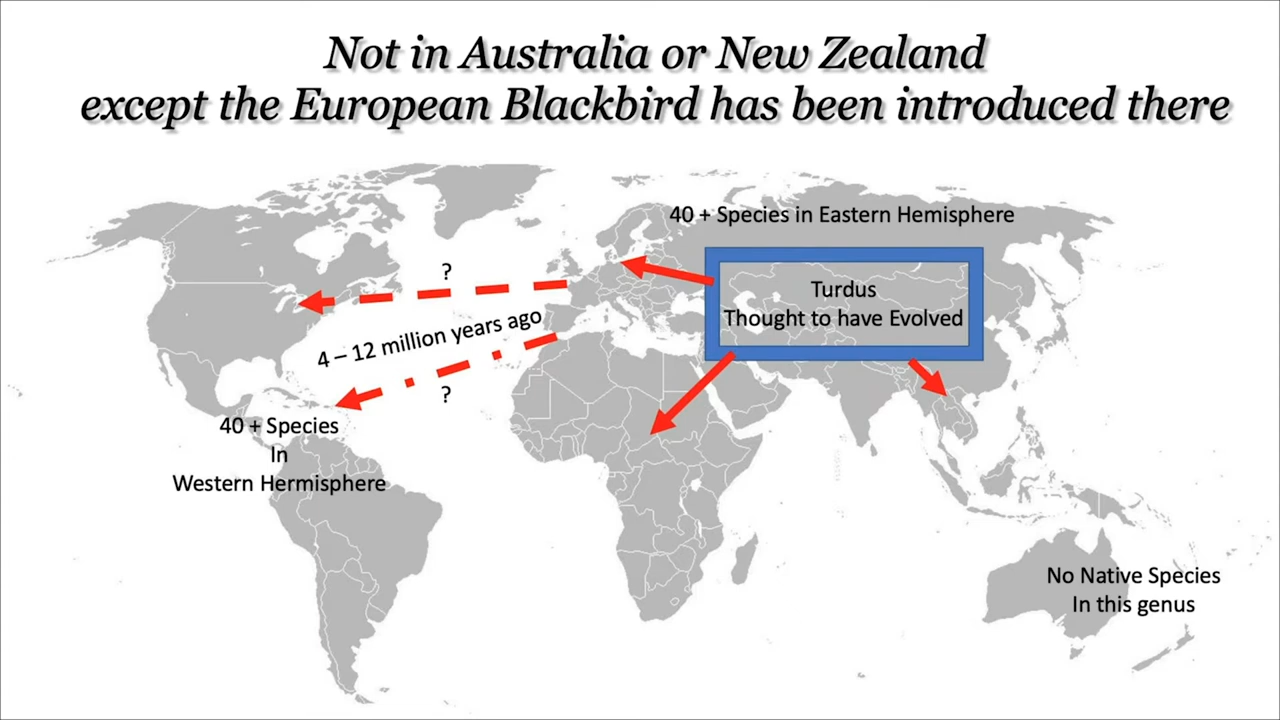 Not in Australia or New Zealand
except the European Blackbird has been introduced there
40 + Species in Eastern Hemisphere
?
Turdus
Thought to have Evolved
4 – 12 million years ago
?
40 + Species
In
Western Hermisphere
No Native Species
In this genus